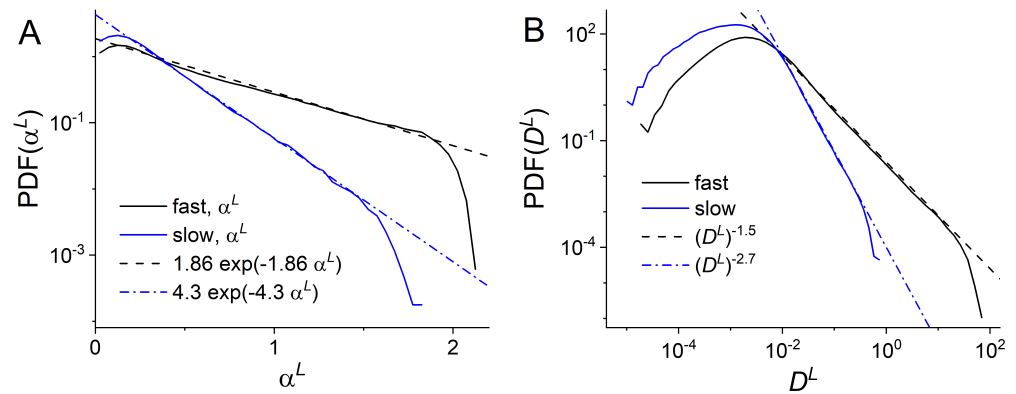 A
PDF(α^L)
10^-1
10^-3
fast, α^L
slow, α^L
1.86 exp(-1.86 α^L)
4.3 exp(-4.3 α^L)
0
1
2
α^L
B
PDF(D^L)
10^2
10^-1
10^-4
fast
slow
(D^L)^-1.5
(D^L)^-2.7
10^-4
10^-2
10^0
10^2
D^L